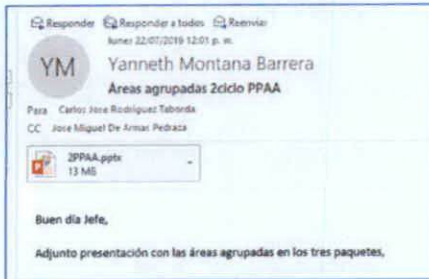 Responder Responder a todos Reenviar
lunes 22/07/2019 12:01 p. m.
YM
Yanneth Montana Barrera
Áreas agrupadas 2ciclo PPAA
Para Carlos Jose Rodriguez Taborda
CC Jose Miguel De Armas Pedraza
2PPAA.pptx
13 MB
Buen día Jefe,
Adjunto presentación con las áreas agrupadas en los tres paquetes,